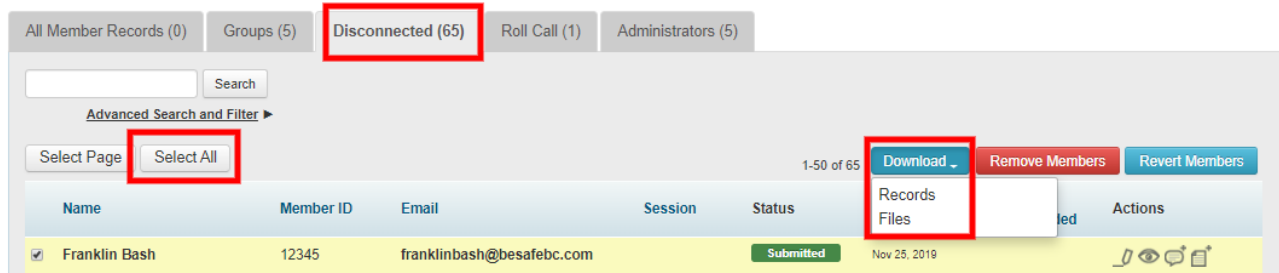 All Member Records (0) Groups (5) Disconnected (65) Roll Call (1) Administrators (5)
Search
Advanced Search and Filter ►
Select Page Select All 1-50 of 65 Download Remove Members Revert Members
Records
Files
Name Member ID Email Session Status Actions
Franklin Bash 12345 franklinbash@besafebc.com Submitted Nov 25, 2019